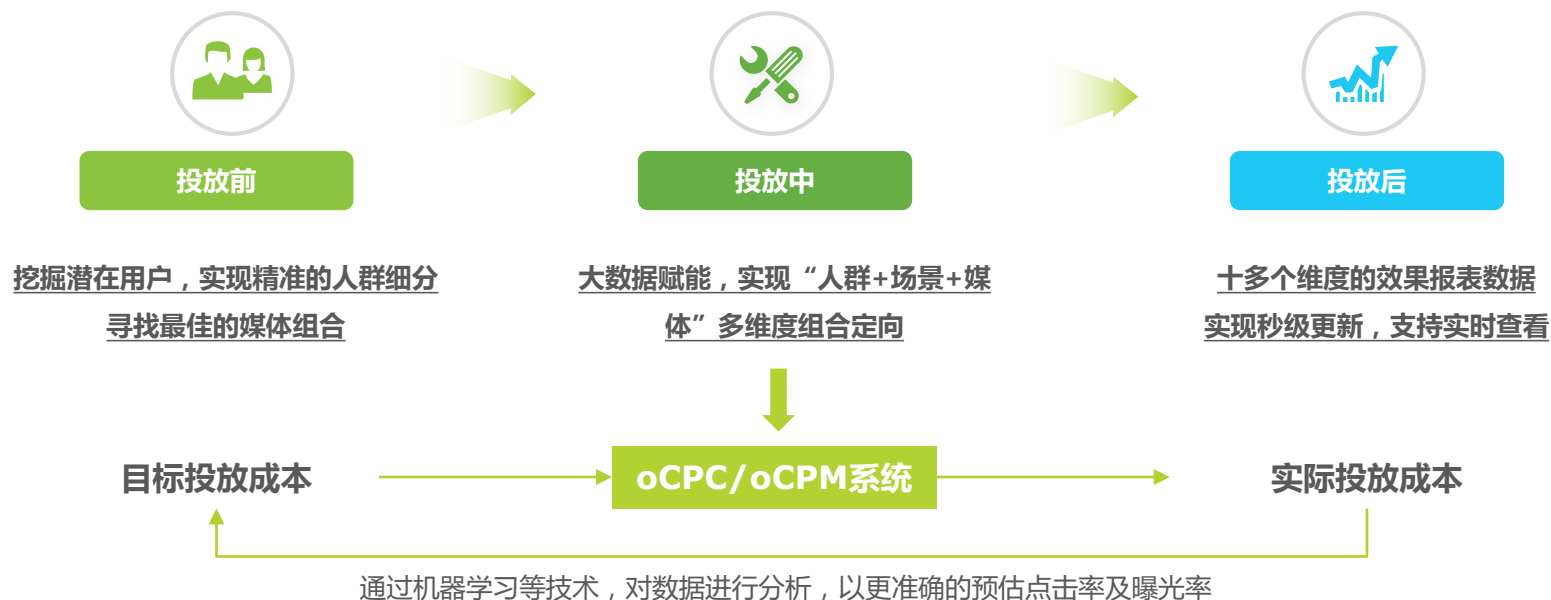 投放前
投放中
投放后
挖掘潜在用户，实现精准的人群细分
寻找最佳的媒体组合
大数据赋能，实现“人群+场景+媒
体”多维度组合定向
十多个维度的效果报表数据
实现秒级更新，支持实时查看
目标投放成本
oCPC/oCPM系统
实际投放成本
通过机器学习等技术，对数据进行分析，以更准确的预估点击率及曝光率